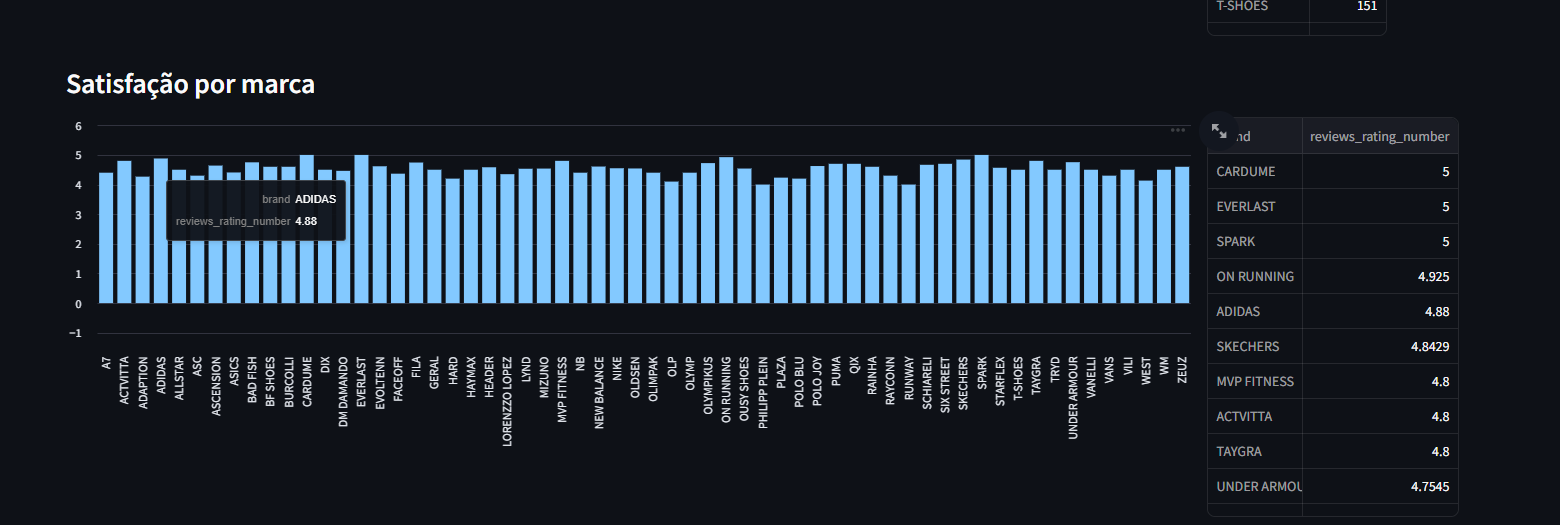 T-SHOES 151
Satisfação por marca
6
5
4
3
2
1
0
−1
brand ADIDAS
reviews_rating_number 4.88
A7
ACTVITTA
ADAPTION
ADIDAS
ALLSTAR
ASC
ASCENSION
ASICS
BAD FISH
BF SHOES
BURCOLLI
CARDUME
DIX
DM DAMANDO
EVERLAST
EVOLTENN
FACEOFF
FILA
GERAL
HARD
HAYMAX
HEADER
LORENZZO LOPEZ
LYND
MIZUNO
MVP FITNESS
NB
NEW BALANCE
NIKE
OLDSEN
OLIMPAK
OLP
OLYMP
OLYMPIKUS
ON RUNNING
OUSY SHOES
PHILIPP PLEIN
PLAZA
POLO BLU
POLO JOY
PUMA
QIX
RAINHA
RAYCONN
RUNWAY
SCHIARELI
SIX STREET
SKECHERS
SPARK
STARFLEX
T-SHOES
TAYGRA
TRYD
UNDER ARMOUR
VANELLI
VANS
VILI
WEST
WM
ZEUZ
nd reviews_rating_number
CARDUME 5
EVERLAST 5
SPARK 5
ON RUNNING 4.925
ADIDAS 4.88
SKECHERS 4.8429
MVP FITNESS 4.8
ACTVITTA 4.8
TAYGRA 4.8
UNDER ARMOU 4.7545